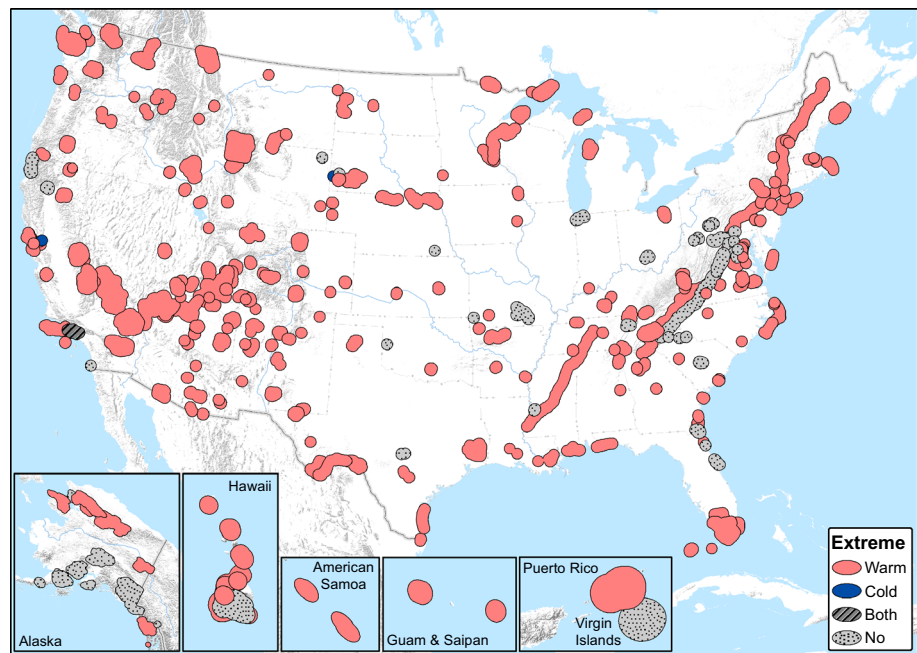 Hawaii
American
Samoa
Puerto Rico
Virgin
Islands
Alaska
Guam & Saipan
Extreme
Warm
Cold
Both
No